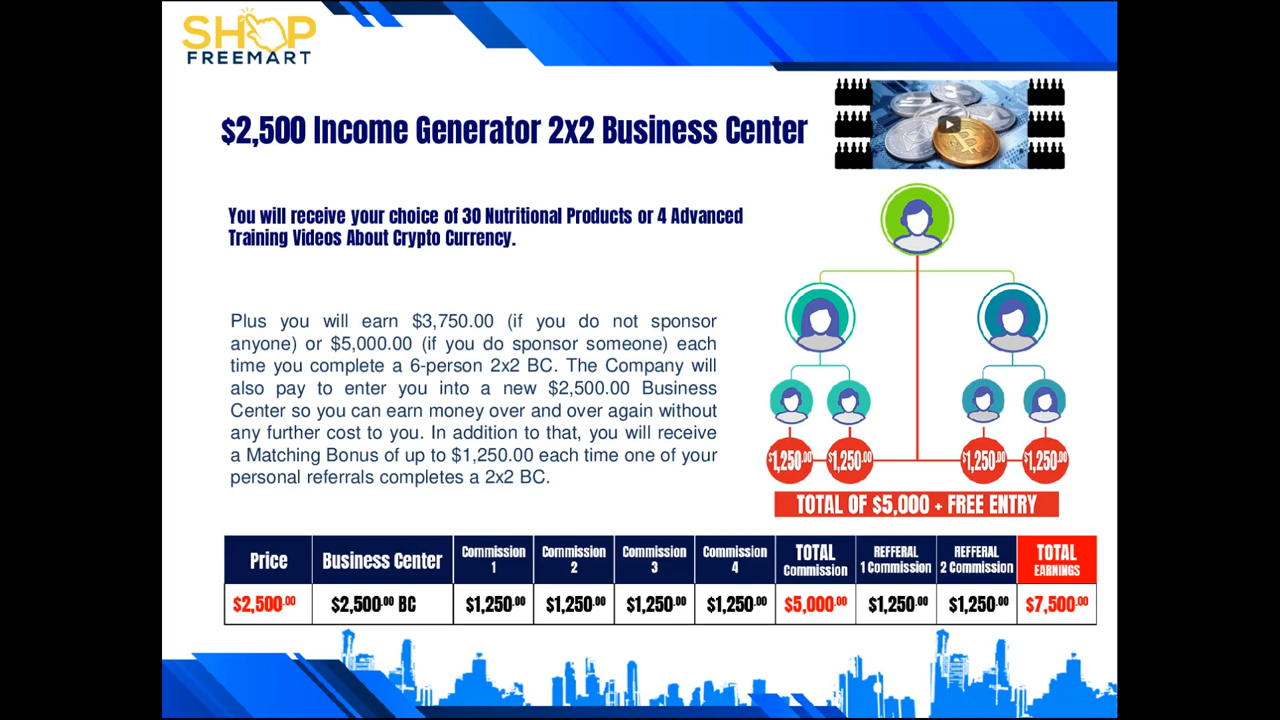 SHOP
FREEMART
$2,500 Income Generator 2x2 Business Center
You will receive your choice of 30 Nutritional Products or 4 Advanced
Training Videos About Crypto Currency.
Plus you will earn $3,750.00 (if you do not sponsor
anyone) or $5,000.00 (if you do sponsor someone) each
time you complete a 6-person 2x2 BC. The Company will
also pay to enter you into a new $2,500.00 Business
Center so you can earn money over and over again without
any further cost to you. In addition to that, you will receive
a Matching Bonus of up to $1,250.00 each time one of your
personal referrals completes a 2x2 BC.
$1,250.00 $1,250.00 $1,250.00 $1,250.00
TOTAL OF $5,000 + FREE ENTRY
Price Business Center Commission 1 Commission 2 Commission 3 Commission 4 TOTAL Commission REFFERAL 1 Commission REFFERAL 2 Commission TOTAL EARNINGS
$2,500.00 $2,500.00 BC $1,250.00 $1,250.00 $1,250.00 $1,250.00 $5,000.00 $1,250.00 $1,250.00 $7,500.00